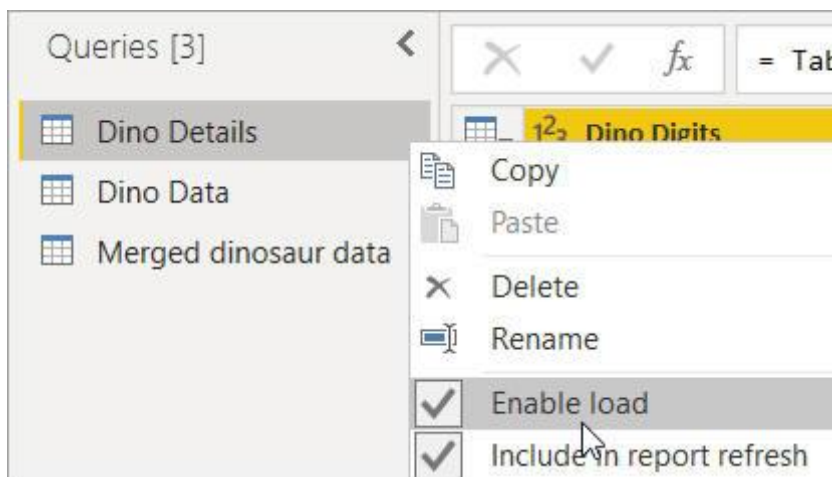 Queries [3]
fx
= Tab
Dino Details
1²3 Dino Digits
Dino Data
Merged dinosaur data
Copy
Paste
Delete
Rename
Enable load
Include in report refresh